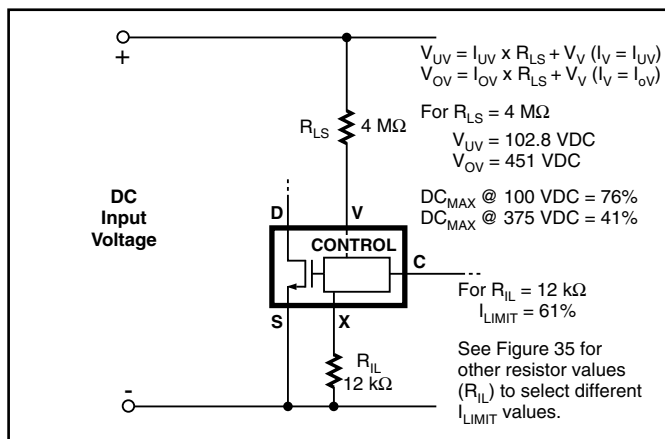 +
DC
Input
Voltage
-
R_LS 4 MΩ
D V
CONTROL
C
S X
R_IL
12 kΩ
V_UV = I_UV x R_LS + V_V (I_V = I_UV)
V_OV = I_OV x R_LS + V_V (I_V = I_oV)
For R_LS = 4 MΩ
V_UV = 102.8 VDC
V_OV = 451 VDC
DC_MAX @ 100 VDC = 76%
DC_MAX @ 375 VDC = 41%
For R_IL = 12 kΩ
I_LIMIT = 61%
See Figure 35 for
other resistor values
(R_IL) to select different
I_LIMIT values.